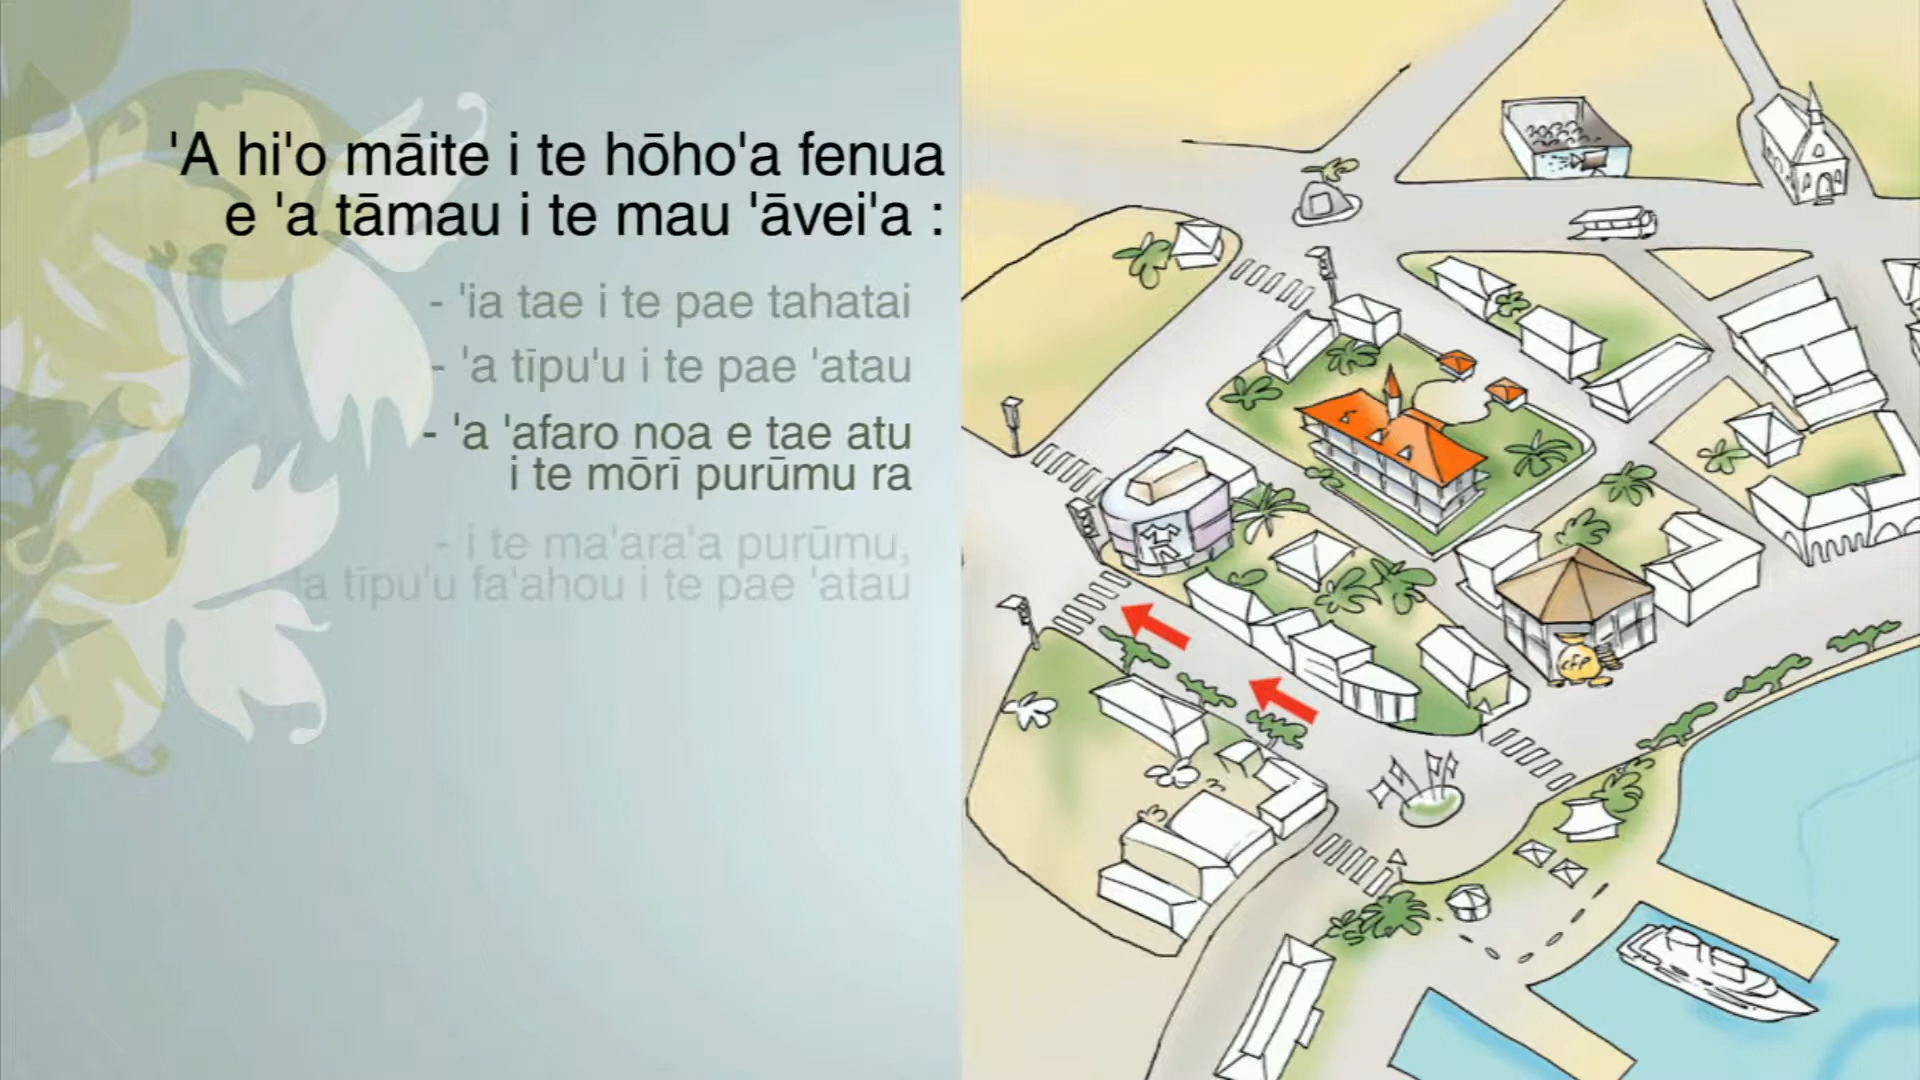 'A hi'o māite i te hōho'a fenua
e 'a tāmau i te mau 'āvei'a :
- 'ia tae i te pae tahatai
- 'a tīpu'u i te pae 'atau
- 'a 'afaro noa e tae atu
i te mōrī purūmu ra
- i te ma'ara'a purūmu,
'a tīpu'u fa'ahou i te pae 'atau
CFP